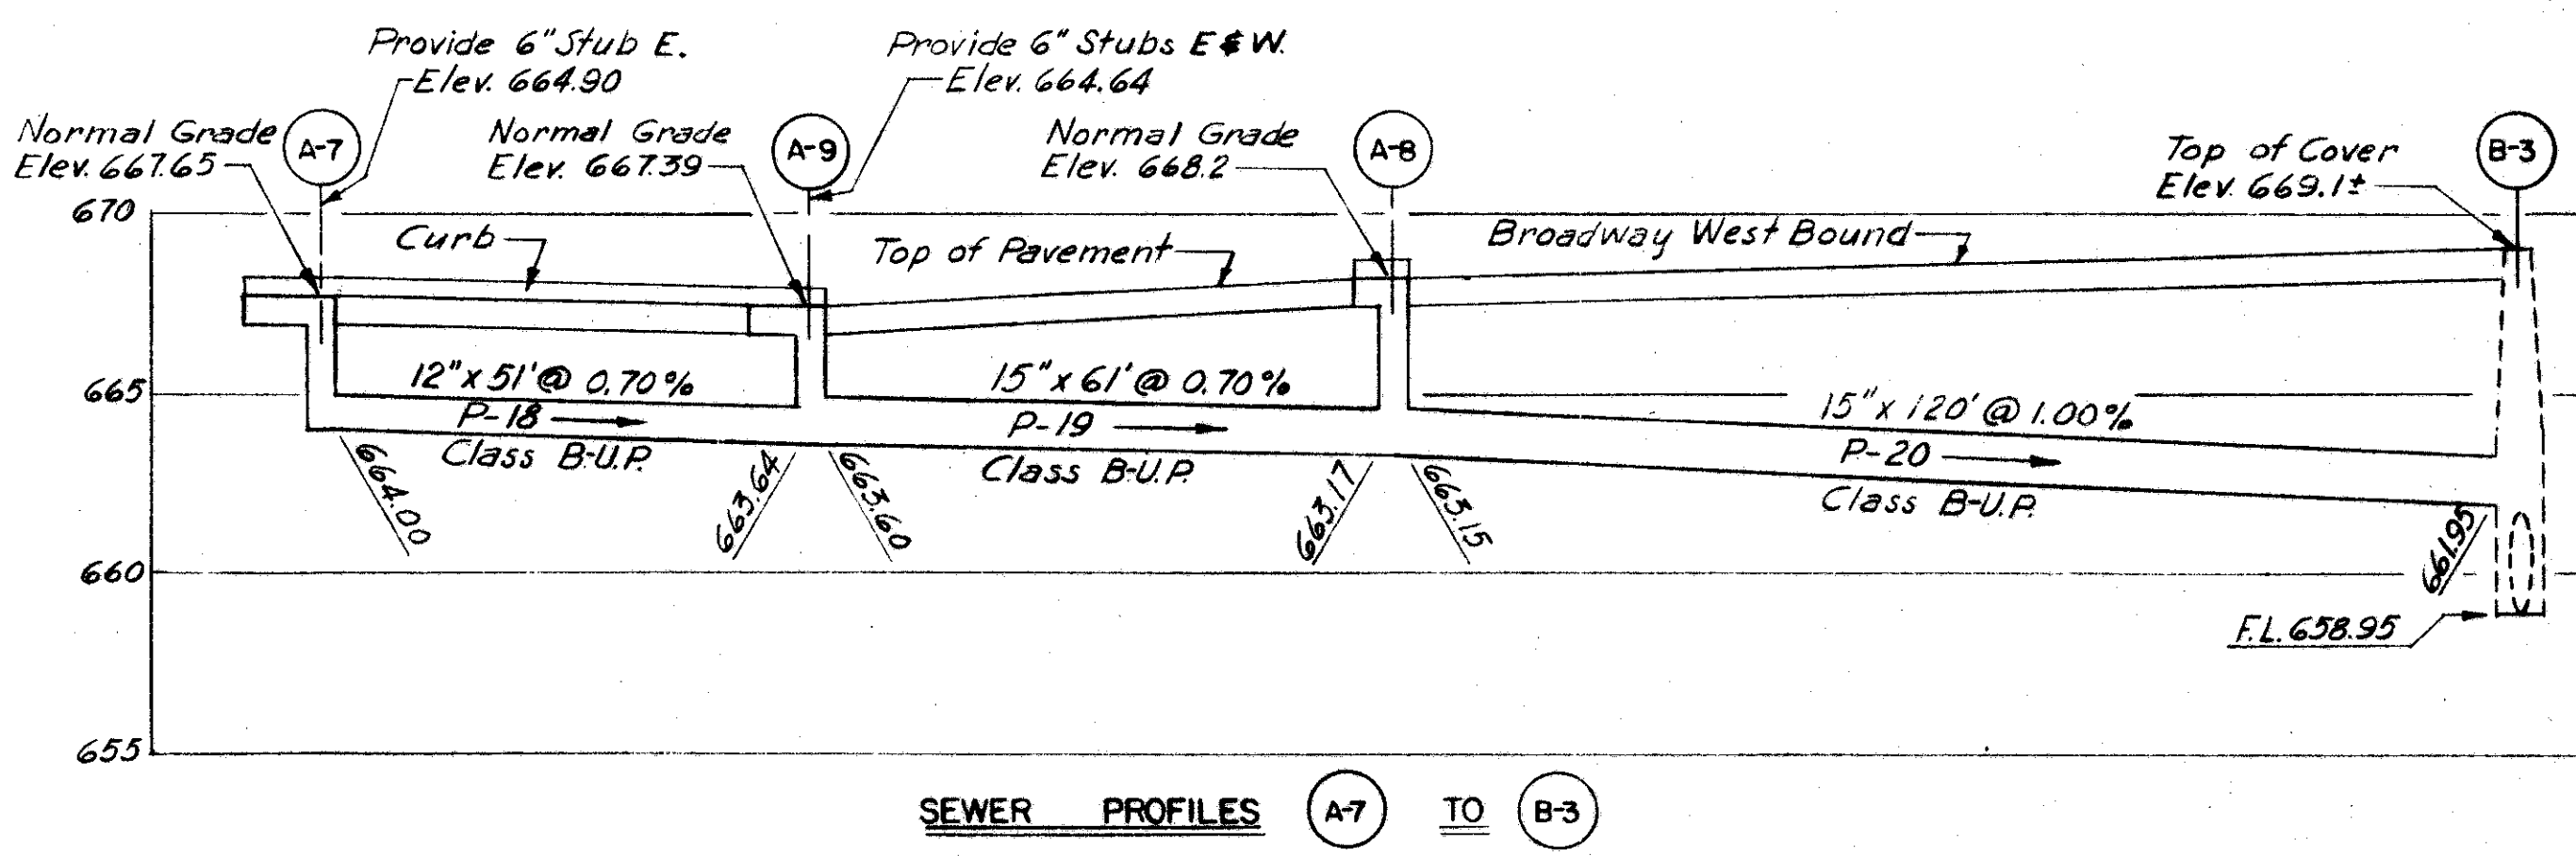 Provide 6" Stub E.
Elev. 664.90
Provide 6" Stubs E & W.
Elev. 664.64
Normal Grade
Elev. 667.65
A-7
Normal Grade
Elev. 667.39
A-9
Normal Grade
Elev. 668.2
A-8
Top of Cover
Elev. 669.1±
B-3
670
Curb
Top of Pavement
Broadway West Bound
665
12" x 51' @ 0.70%
P-18
Class B-U.P.
15" x 61' @ 0.70%
P-19
Class B-U.P.
15" x 120' @ 1.00%
P-20
Class B-U.P.
664.00
663.64
663.60
663.17
663.15
661.95
660
F.L. 658.95
655
SEWER PROFILES A-7 TO B-3